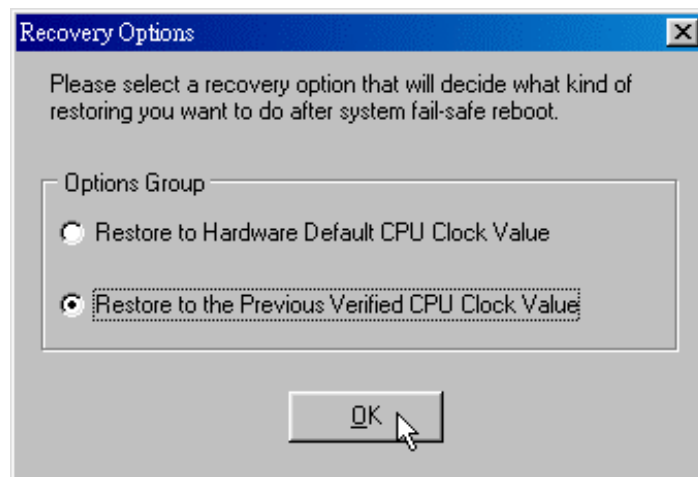 Recovery Options
Please select a recovery option that will decide what kind of
restoring you want to do after system fail-safe reboot.
Options Group
Restore to Hardware Default CPU Clock Value
Restore to the Previous Verified CPU Clock Value
OK